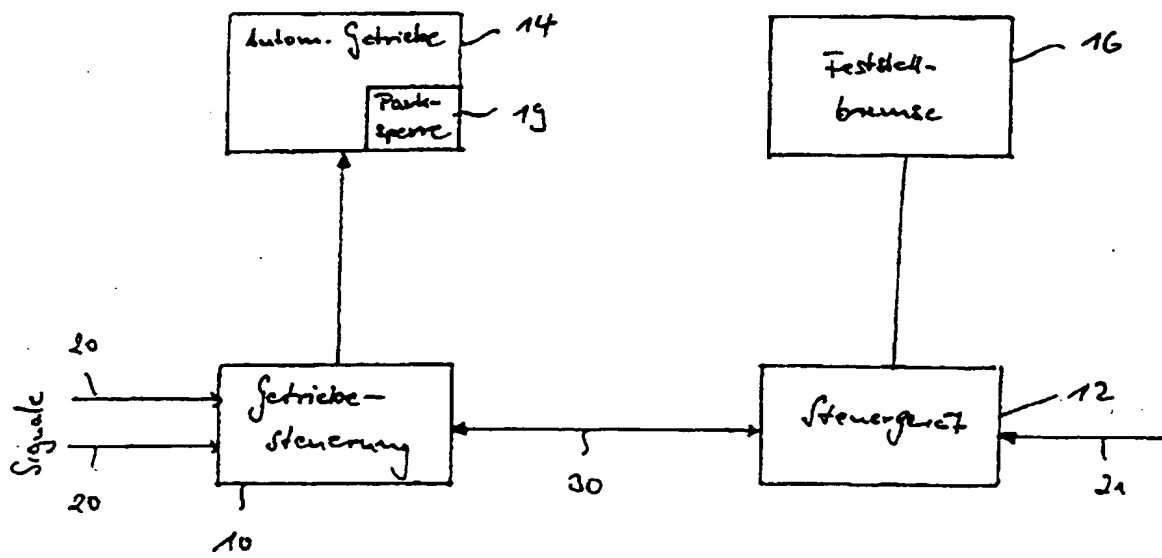 Autom. Getriebe
14
Park-
sperre
19
Feststell-
bremse
16
Signale
20
20
Getriebe-
steuerung
10
30
Steuergerät
12
21